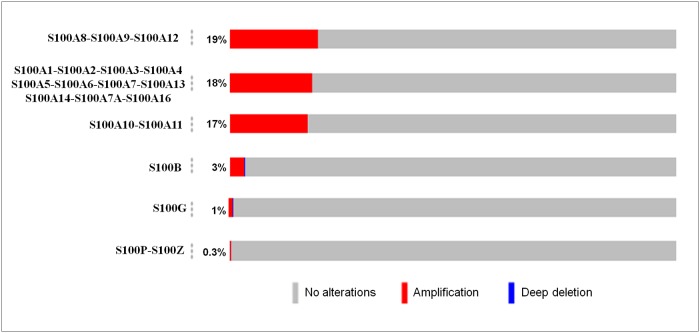 S100A8-S100A9-S100A12 19%
S100A1-S100A2-S100A3-S100A4
S100A5-S100A6-S100A7-S100A13 18%
S100A14-S100A7A-S100A16
S100A10-S100A11 17%
S100B 3%
S100G 1%
S100P-S100Z 0.3%
No alterations Amplification Deep deletion